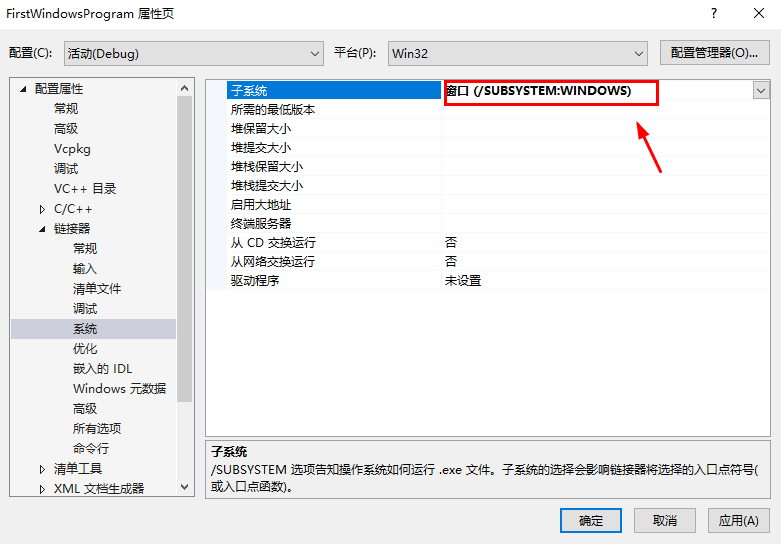 FirstWindowsProgram 属性页
配置(C): 活动(Debug) 平台(P): Win32 配置管理器(O)...
配置属性
常规
高级
Vcpkg
调试
VC++ 目录
C/C++
链接器
常规
输入
清单文件
调试
系统
优化
嵌入的 IDL
Windows 元数据
高级
所有选项
命令行
清单工具
XML 文档生成器
子系统 窗口 (/SUBSYSTEM:WINDOWS)
所需的最低版本
堆保留大小
堆提交大小
堆栈保留大小
堆栈提交大小
启用大地址
终端服务器
从 CD 交换运行 否
从网络交换运行 否
驱动程序 未设置
子系统
/SUBSYSTEM 选项告知操作系统如何运行 .exe 文件。子系统的选择会影响链接器将选择的入口点符号(
或入口点函数)。
确定 取消 应用(A)